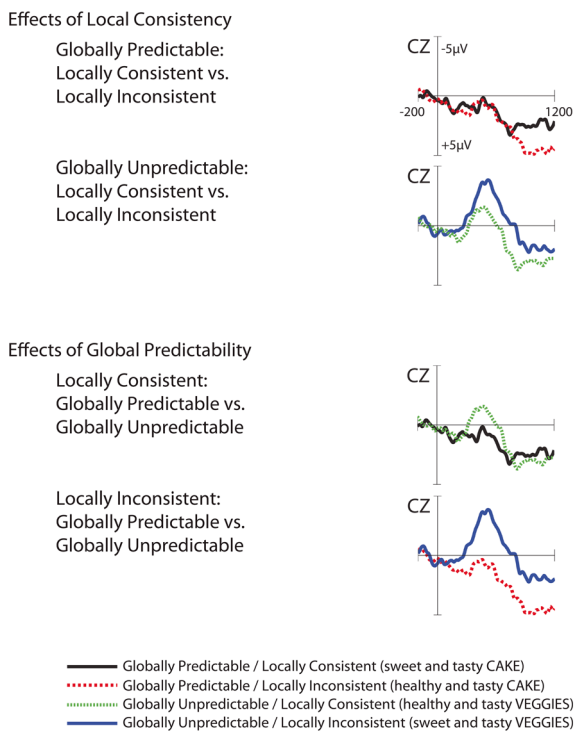 Effects of Local Consistency
Globally Predictable:
Locally Consistent vs.
Locally Inconsistent
CZ
-5µV
-200
1200
+5µV
Globally Unpredictable:
Locally Consistent vs.
Locally Inconsistent
CZ
Effects of Global Predictability
Locally Consistent:
Globally Predictable vs.
Globally Unpredictable
CZ
Locally Inconsistent:
Globally Predictable vs.
Globally Unpredictable
CZ
Globally Predictable / Locally Consistent (sweet and tasty CAKE)
Globally Predictable / Locally Inconsistent (healthy and tasty CAKE)
Globally Unpredictable / Locally Consistent (healthy and tasty VEGGIES)
Globally Unpredictable / Locally Inconsistent (sweet and tasty VEGGIES)